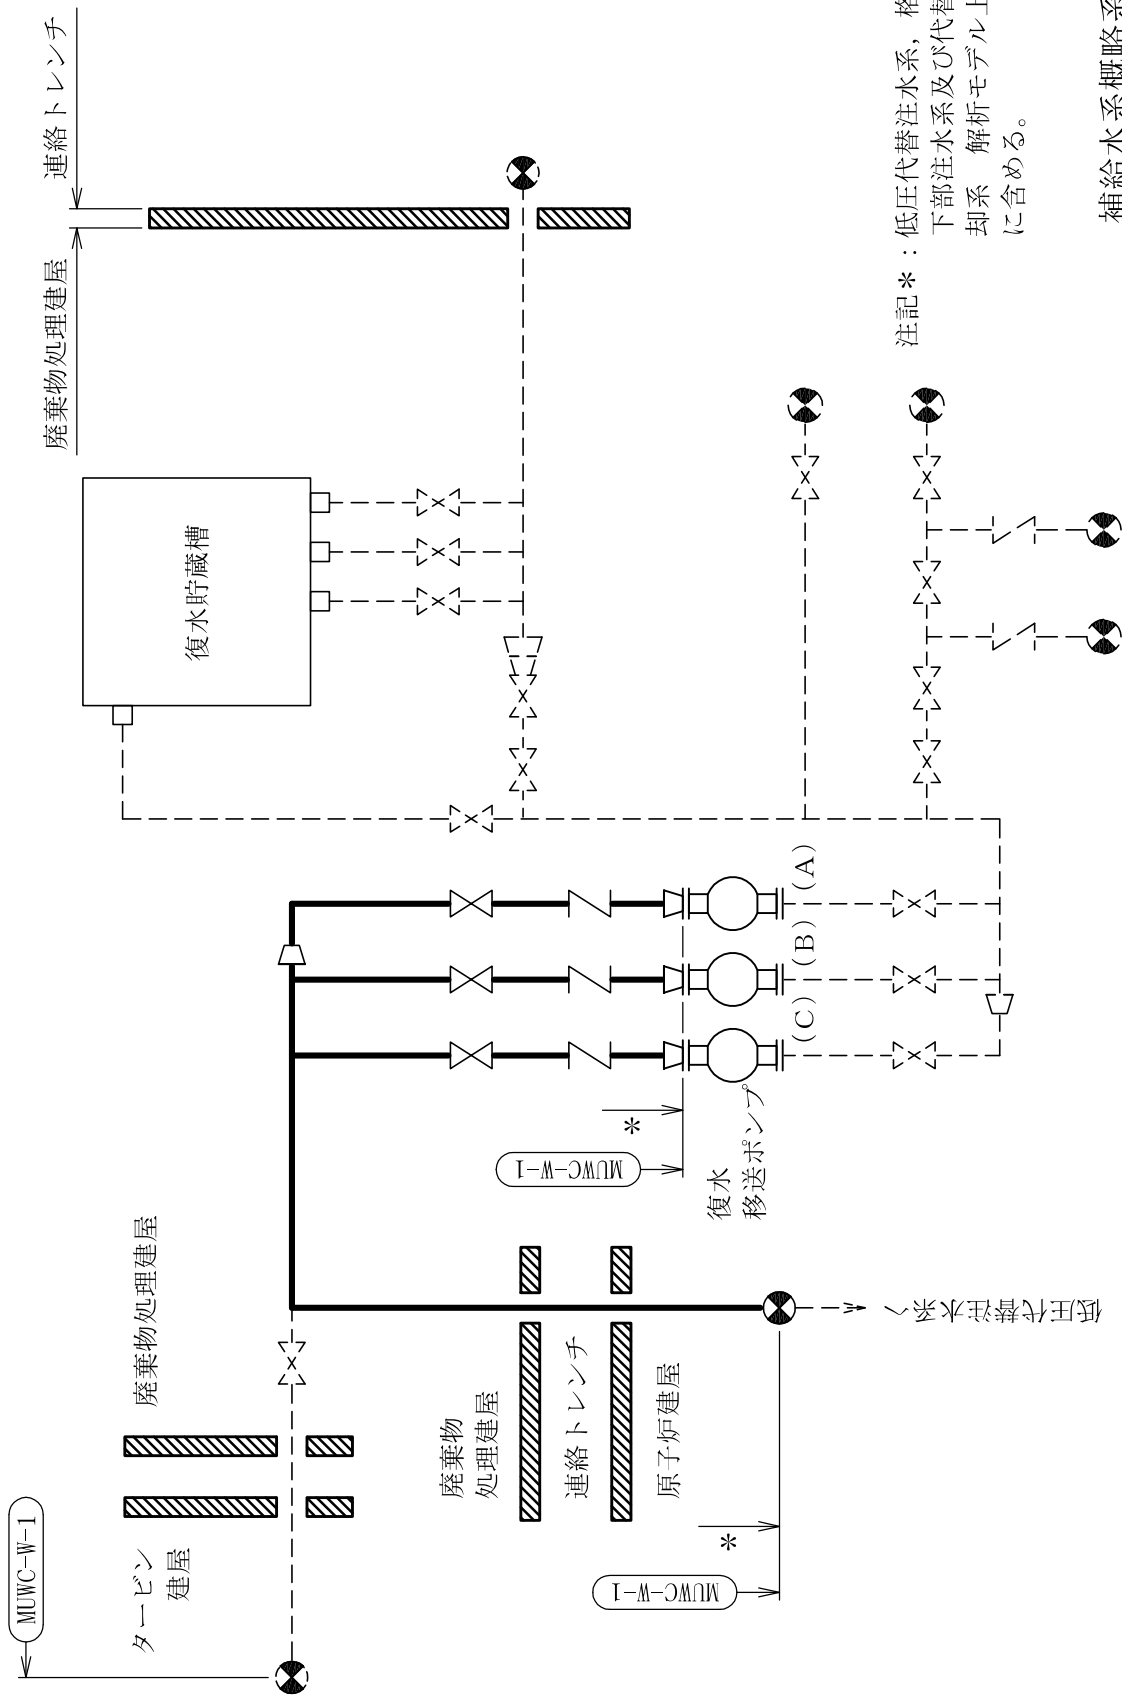 MUWC-W-1
タービン
建屋
廃棄物処理建屋
復水貯蔵槽
廃棄物処理建屋
連絡トレンチ
廃棄物
処理建屋
連絡トレンチ
原子炉建屋
MUWC-W-1
*
MUWC-W-1
*
復水
移送ポンプ
(C)
(B)
(A)
低圧代替注水系へ
注記*：低圧代替注水系，格
下部注水系及び代替
却系 解析モデル上
に含める。
補給水系概略系